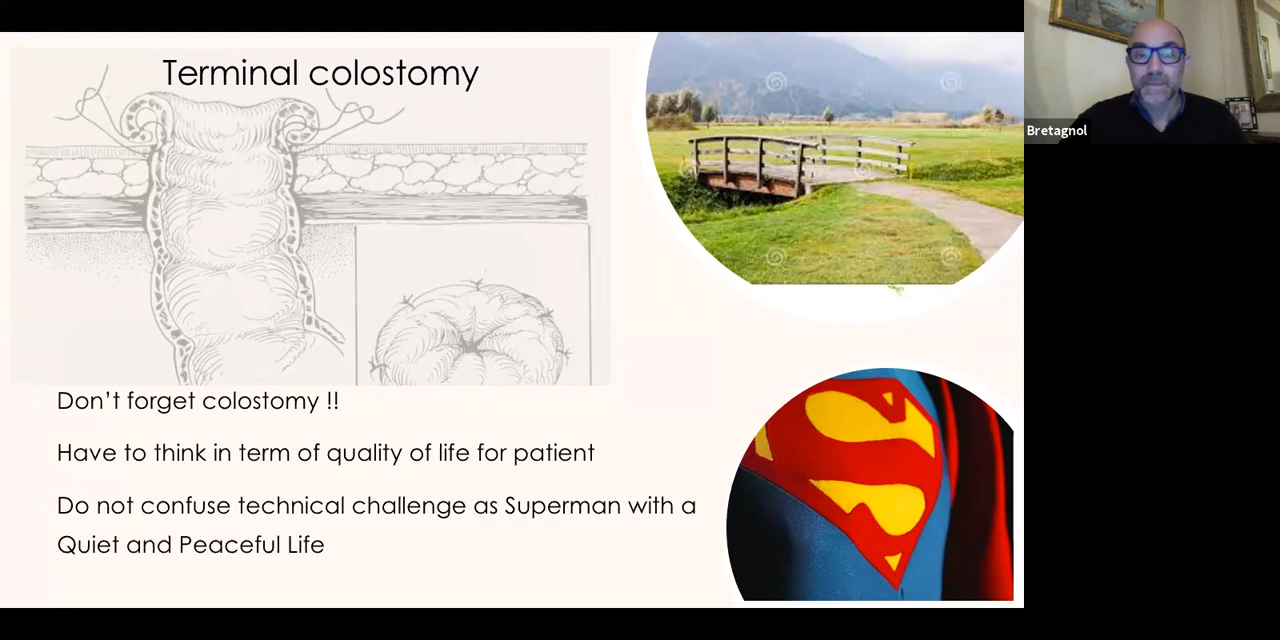 Terminal colostomy
Don't forget colostomy !!
Have to think in term of quality of life for patient
Do not confuse technical challenge as Superman with a
Quiet and Peaceful Life
Bretagnol